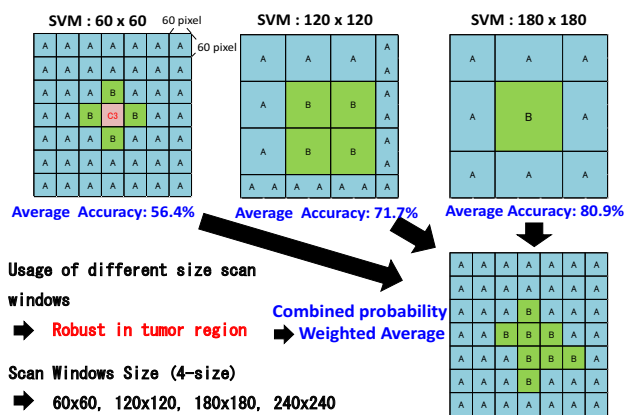 SVM : 60 x 60
60 pixel
60 pixel
A A A A A A A
A A A A A A A
A A A B A A A
A A B C3 B A A
A A A B A A A
A A A A A A A
A A A A A A A
Average Accuracy: 56.4%
SVM : 120 x 120
A A A A
A
A B B A
A
A B B A
A
A A A A A A A
Average Accuracy: 71.7%
SVM : 180 x 180
A A A
A B A
A A A
Average Accuracy: 80.9%
Usage of different size scan
windows
Robust in tumor region
Combined probability
Weighted Average
Scan Windows Size (4-size)
60x60, 120x120, 180x180, 240x240
A A A A A A A
A A A A A A A
A A A B A A A
A A B B B A A
A A A B B B A
A A A B A A A
A A A A A A A